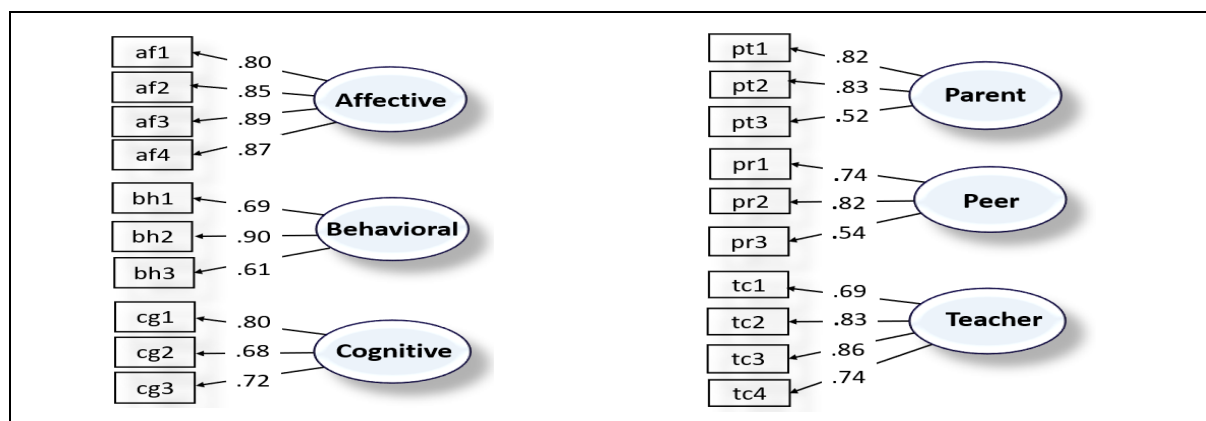 af1
.80
af2
.85
Affective
af3
.89
af4
.87
bh1
.69
bh2
.90
Behavioral
bh3
.61
cg1
.80
cg2
.68
Cognitive
cg3
.72
pt1
.82
pt2
.83
Parent
pt3
.52
pr1
.74
pr2
.82
Peer
pr3
.54
tc1
.69
tc2
.83
Teacher
tc3
.86
tc4
.74